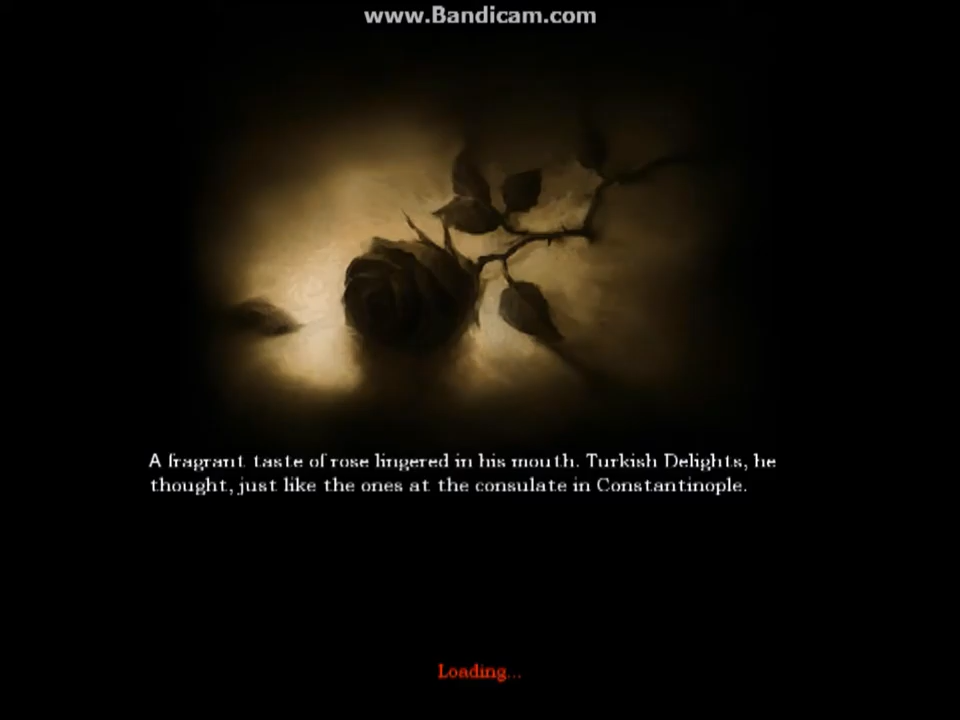 www.Bandicam.com
A fragrant taste of rose lingered in his mouth. Turkish Delights, he
thought, just like the ones at the consulate in Constantinople.
Loading...